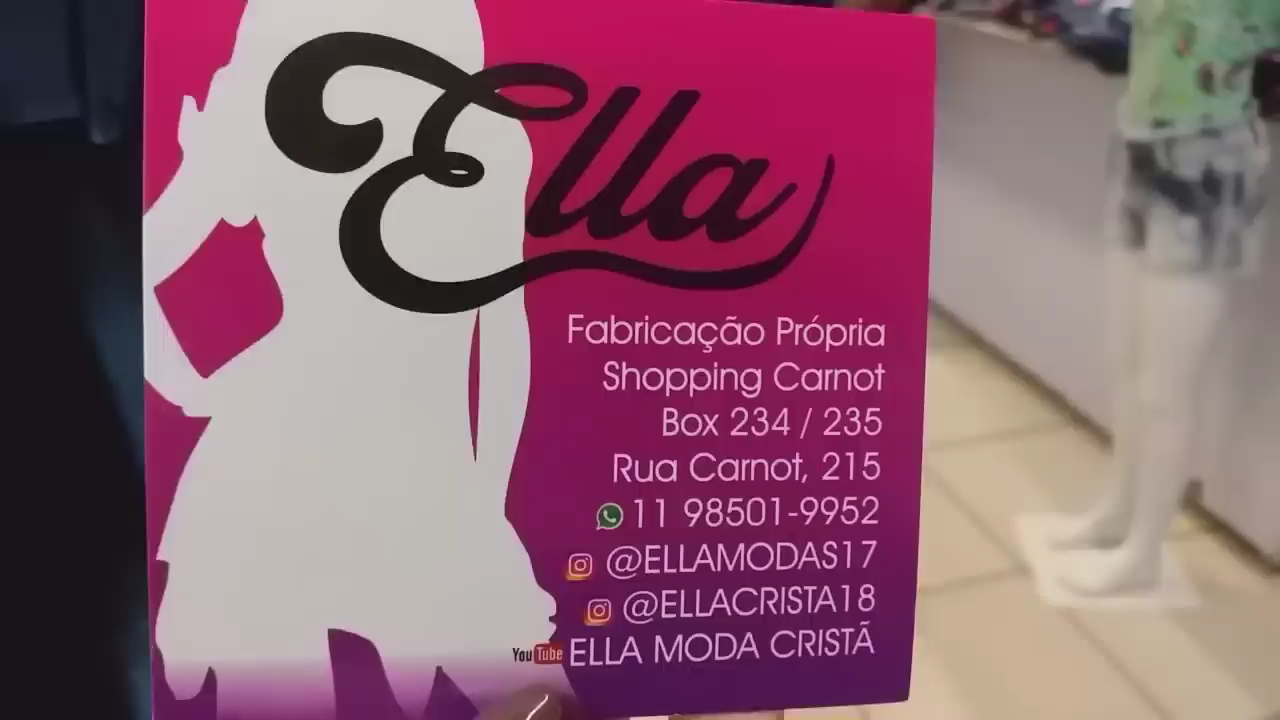 Ella
Fabricação Própria
Shopping Carnot
Box 234 / 235
Rua Carnot, 215
11 98501-9952
@ELLAMODAS17
@ELLACRISTA18
YouTube ELLA MODA CRISTÃ